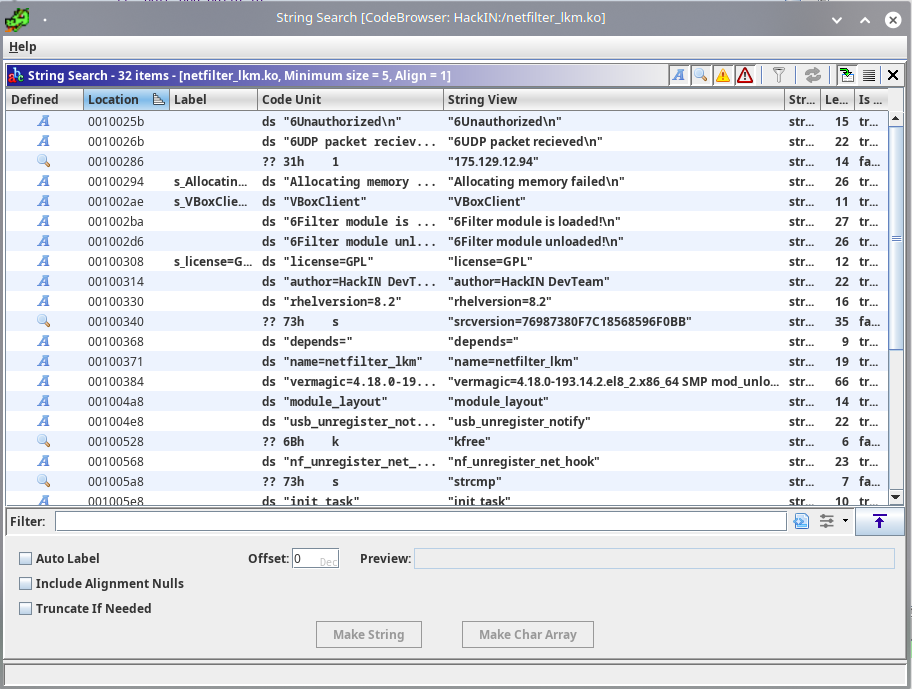 String Search [CodeBrowser: HackIN:/netfilter_lkm.ko]
Help
String Search - 32 items - [netfilter_lkm.ko, Minimum size = 5, Align = 1]
Defined Location Label Code Unit String View Str... Le... Is ...
A 0010025b ds "6Unauthorized\n" "6Unauthorized\n" str... 15 tr...
A 0010026b ds "6UDP packet reciev... "6UDP packet recieved\n" str... 22 tr...
00100286 ?? 31h 1 "175.129.12.94" str... 14 fa...
A 00100294 s_Allocatin... ds "Allocating memory ... "Allocating memory failed\n" str... 26 tr...
A 001002ae s_VBoxClie... ds "VBoxClient" "VBoxClient" str... 11 tr...
A 001002ba ds "6Filter module is ... "6Filter module is loaded!\n" str... 27 tr...
A 001002d6 ds "6Filter module unl... "6Filter module unloaded!\n" str... 26 tr...
A 00100308 s_license=G... ds "license=GPL" "license=GPL" str... 12 tr...
A 00100314 ds "author=HackIN DevT... "author=HackIN DevTeam" str... 22 tr...
A 00100330 ds "rhelversion=8.2" "rhelversion=8.2" str... 16 tr...
00100340 ?? 73h s "srcversion=76987380F7C18568596F0BB" str... 35 fa...
A 00100368 ds "depends=" "depends=" str... 9 tr...
A 00100371 ds "name=netfilter_lkm" "name=netfilter_lkm" str... 19 tr...
A 00100384 ds "vermagic=4.18.0-19... "vermagic=4.18.0-193.14.2.el8_2.x86_64 SMP mod_unlo... str... 66 tr...
A 001004a8 ds "module_layout" "module_layout" str... 14 tr...
A 001004e8 ds "usb_unregister_not... "usb_unregister_notify" str... 22 tr...
00100528 ?? 6Bh k "kfree" str... 6 fa...
A 00100568 ds "nf_unregister_net_... "nf_unregister_net_hook" str... 23 tr...
001005a8 ?? 73h s "strcmp" str... 7 fa...
A 001005e8 ds "init_task" "init_task" str... 10 tr...
Filter:
Auto Label Offset: 0 Dec Preview:
Include Alignment Nulls
Truncate If Needed
Make String Make Char Array